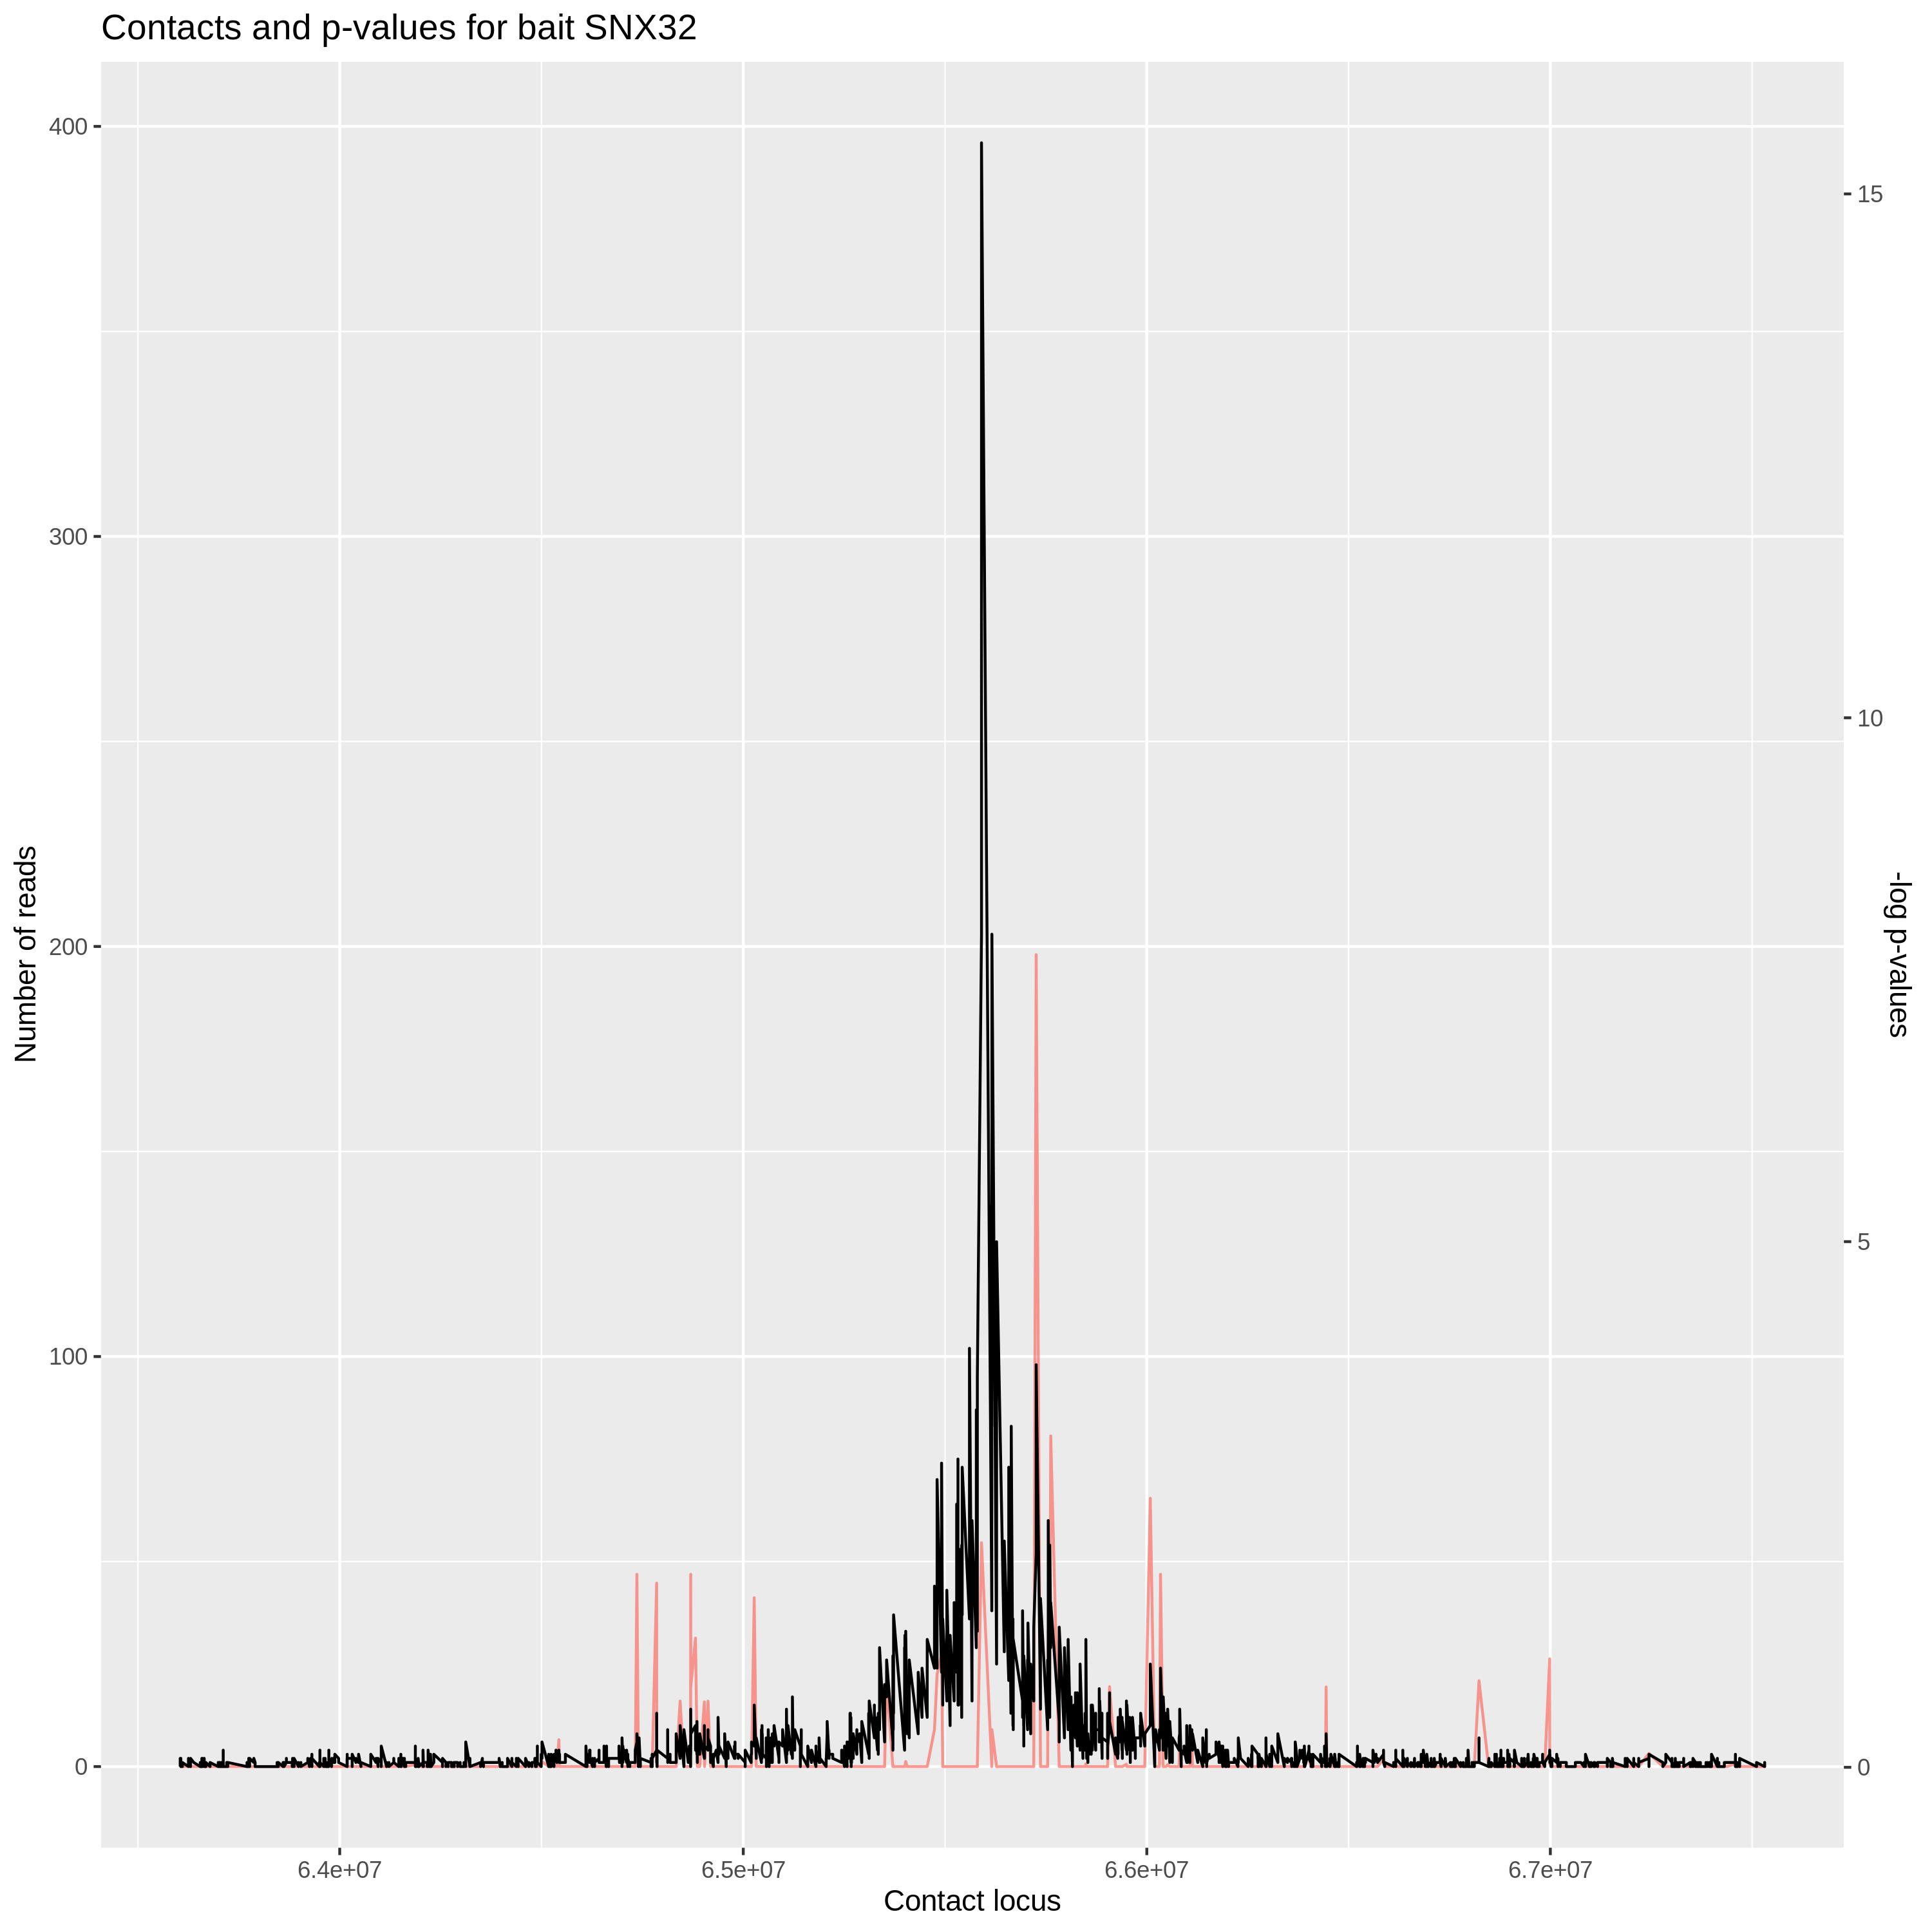 Contacts and p-values for bait SNX32
400
300
200
100
0
Number of reads
15
10
5
0
-log p-values
6.4e+07
6.5e+07
6.6e+07
6.7e+07
Contact locus